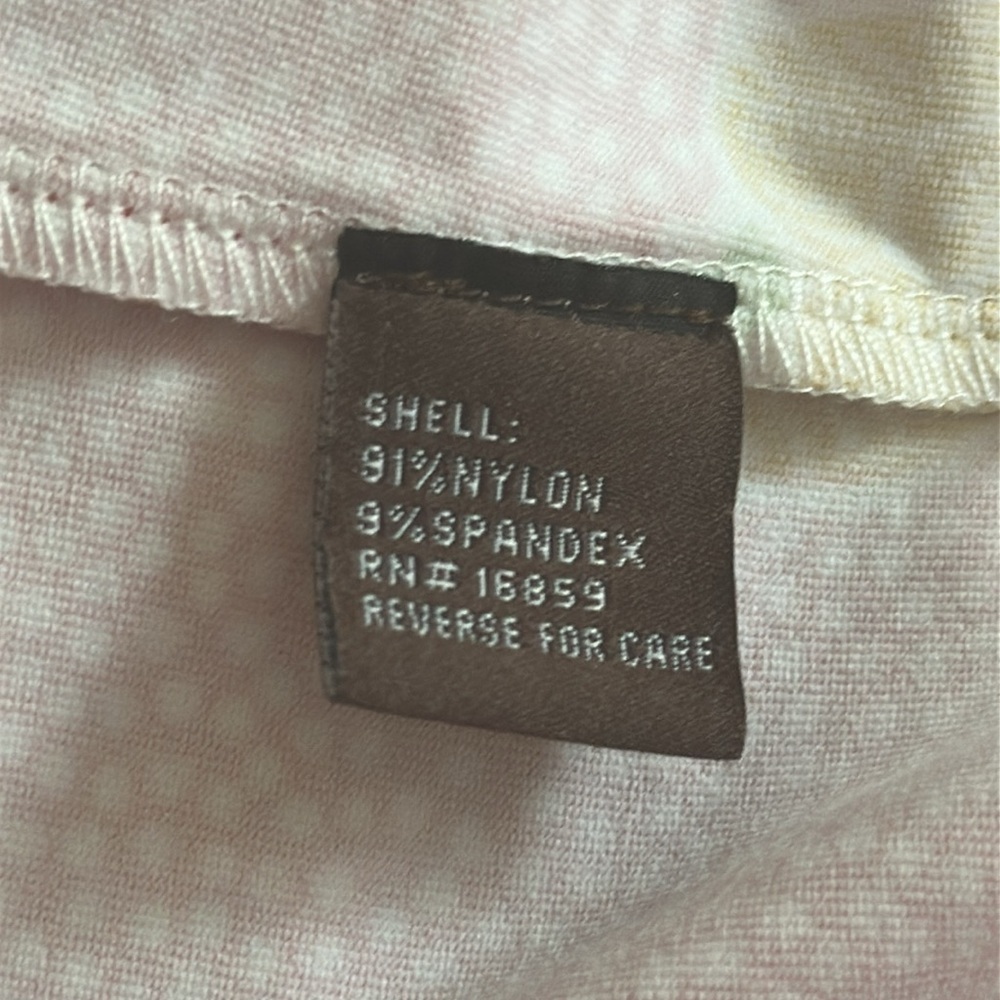 SHELL:
91%NYLON
9%SPANDEX
RN# 16859
REVERSE FOR CARE